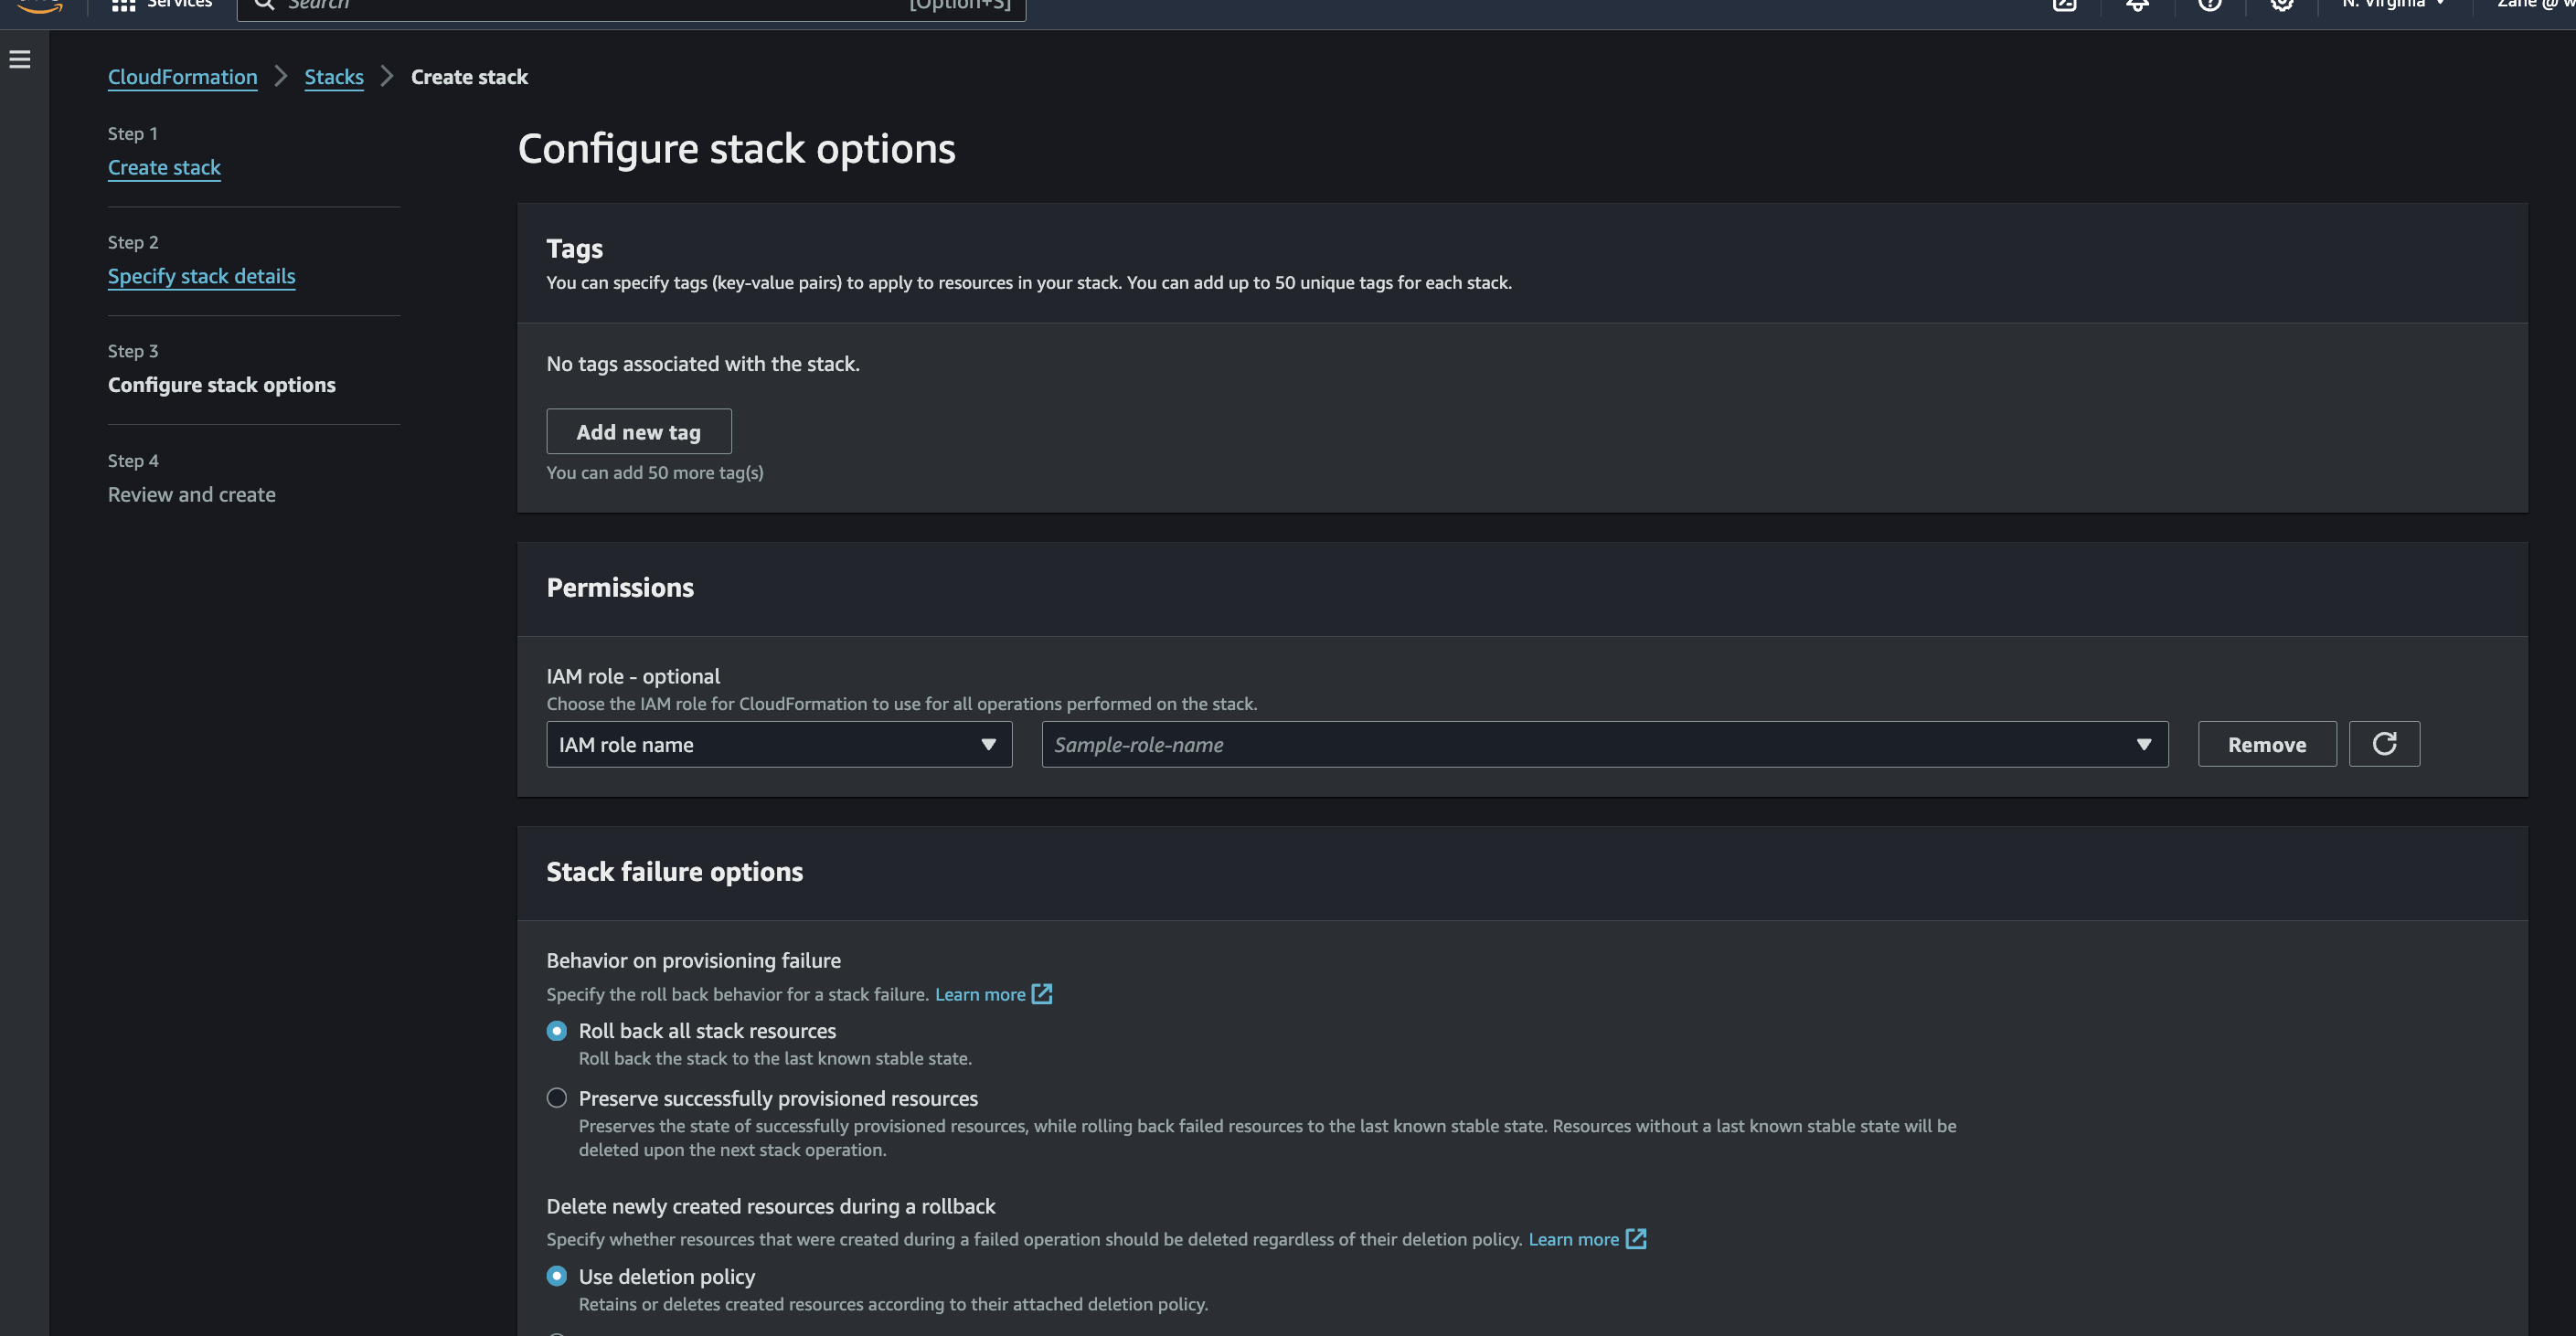 Services
Search
[Option+S]
N. Virginia
Zane @ w
CloudFormation
Stacks
Create stack
Step 1
Create stack
Step 2
Specify stack details
Step 3
Configure stack options
Step 4
Review and create
Configure stack options
Tags
You can specify tags (key-value pairs) to apply to resources in your stack. You can add up to 50 unique tags for each stack.
No tags associated with the stack.
Add new tag
You can add 50 more tag(s)
Permissions
IAM role - optional
Choose the IAM role for CloudFormation to use for all operations performed on the stack.
IAM role name
Sample-role-name
Remove
Stack failure options
Behavior on provisioning failure
Specify the roll back behavior for a stack failure. Learn more
Roll back all stack resources
Roll back the stack to the last known stable state.
Preserve successfully provisioned resources
Preserves the state of successfully provisioned resources, while rolling back failed resources to the last known stable state. Resources without a last known stable state will be
deleted upon the next stack operation.
Delete newly created resources during a rollback
Specify whether resources that were created during a failed operation should be deleted regardless of their deletion policy. Learn more
Use deletion policy
Retains or deletes created resources according to their attached deletion policy.